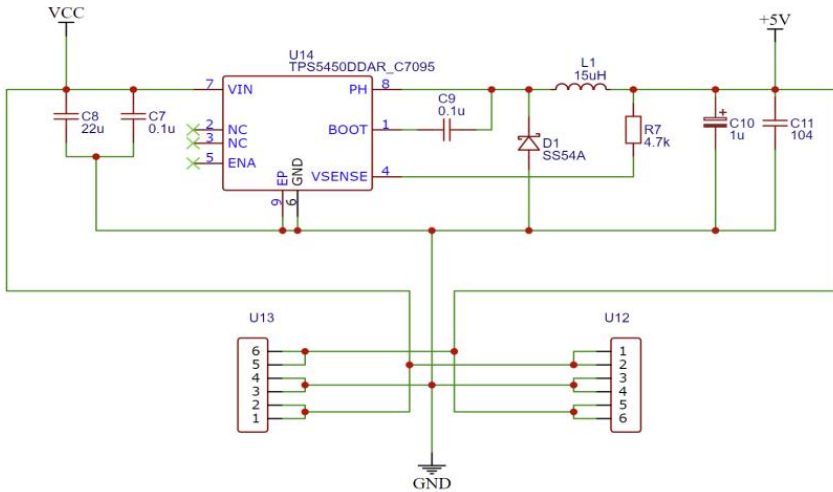 VCC
+5V
U14
TPS5450DDAR_C7095
L1
15uH
7
VIN
PH
8
C8
22u
C7
0.1u
C9
0.1u
2
NC
3
NC
BOOT
1
5
ENA
D1
SS54A
R7
4.7k
+
C10
1u
C11
104
EP
GND
VSENSE
4
9
6
U13
U12
6
5
4
3
2
1
1
2
3
4
5
6
GND